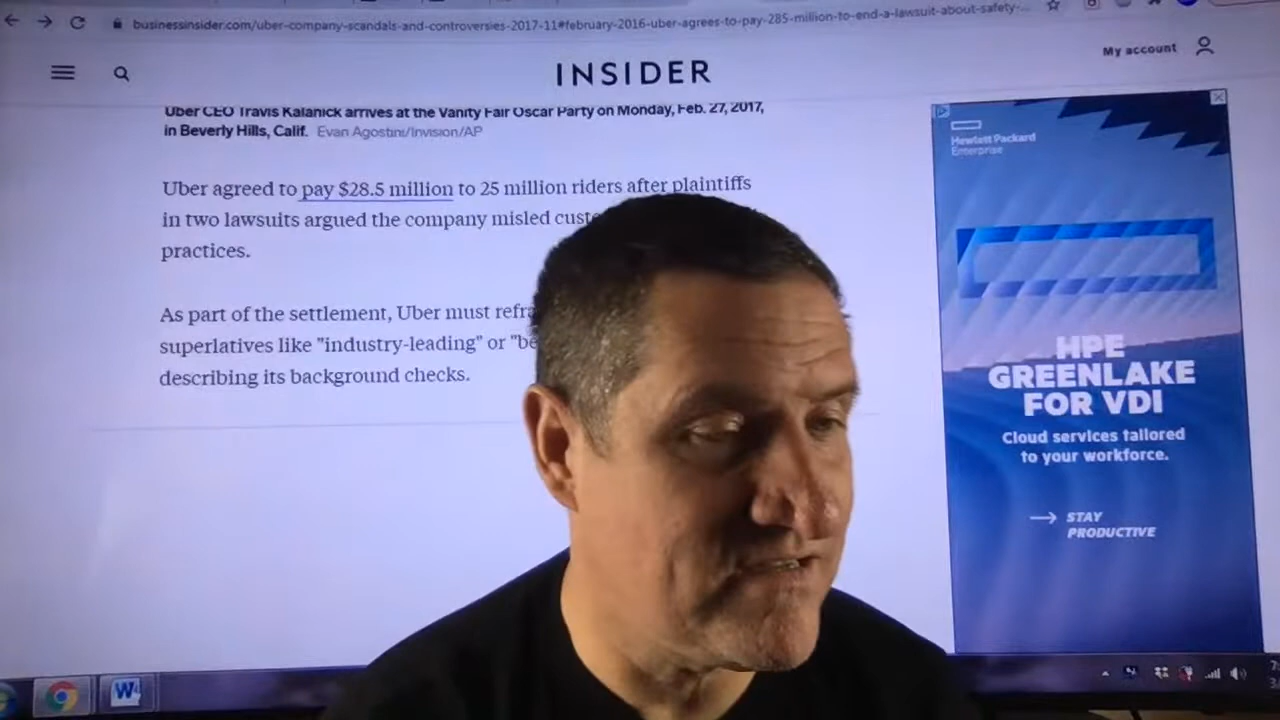 businessinsider.com/uber-company-scandals-and-controversies-2017-11#february-2016-uber-agrees-to-pay-285-million-to-end-a-lawsuit-about-safety-...
INSIDER
My account
Uber CEO Travis Kalanick arrives at the Vanity Fair Oscar Party on Monday, Feb. 27, 2017,
in Beverly Hills, Calif. Evan Agostini/Invision/AP
Uber agreed to pay $28.5 million to 25 million riders after plaintiffs
in two lawsuits argued the company misled
practices.
As part of the settlement, Uber must
superlatives like "industry-leading" or
describing its background checks.
Hewlett Packard
Enterprise
HPE
GREENLAKE
FOR VDI
Cloud services tailored
to your workforce.
STAY
PRODUCTIVE
W